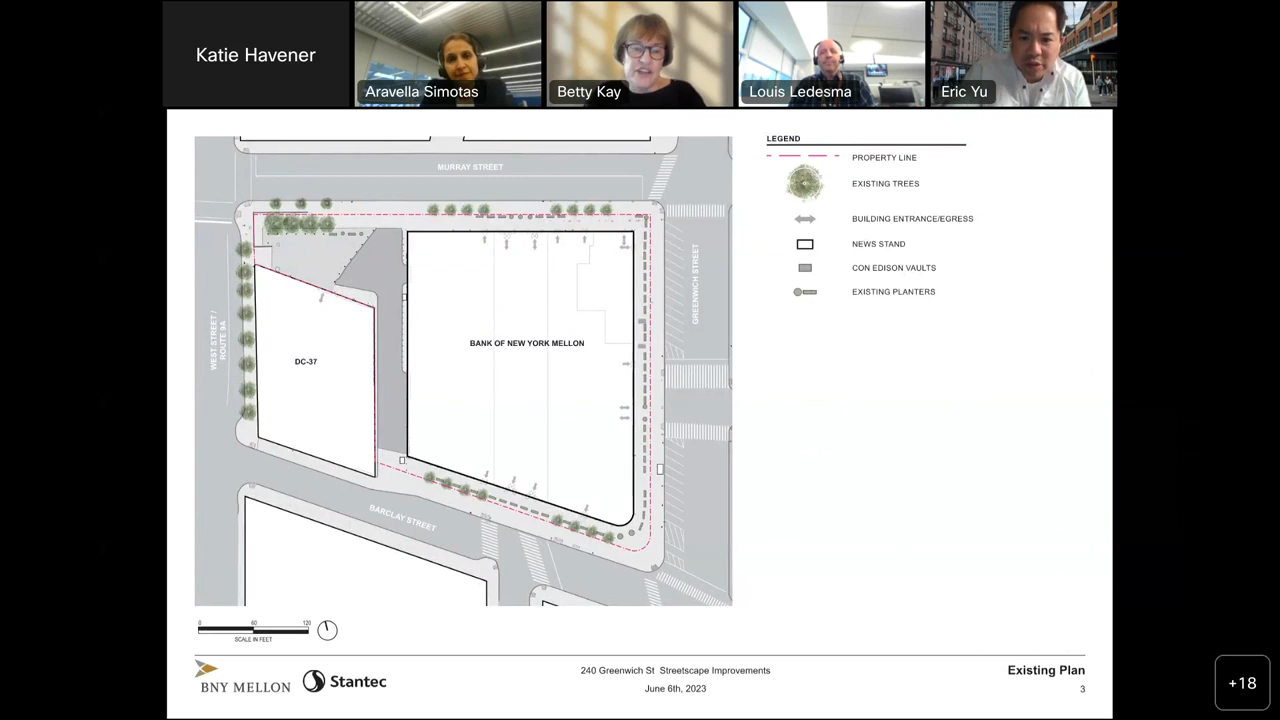 Katie Havener
Aravella Simotas
Betty Kay
Louis Ledesma
Eric Yu
MURRAY STREET
GREENWICH STREET
WEST STREET /
ROUTE 9A
DC-37
BANK OF NEW YORK MELLON
BARCLAY STREET
LEGEND
PROPERTY LINE
EXISTING TREES
BUILDING ENTRANCE/EGRESS
NEWS STAND
CON EDISON VAULTS
EXISTING PLANTERS
0 60 120
SCALE IN FEET
BNY MELLON
Stantec
240 Greenwich St Streetscape Improvements
June 6th, 2023
Existing Plan
3
+18